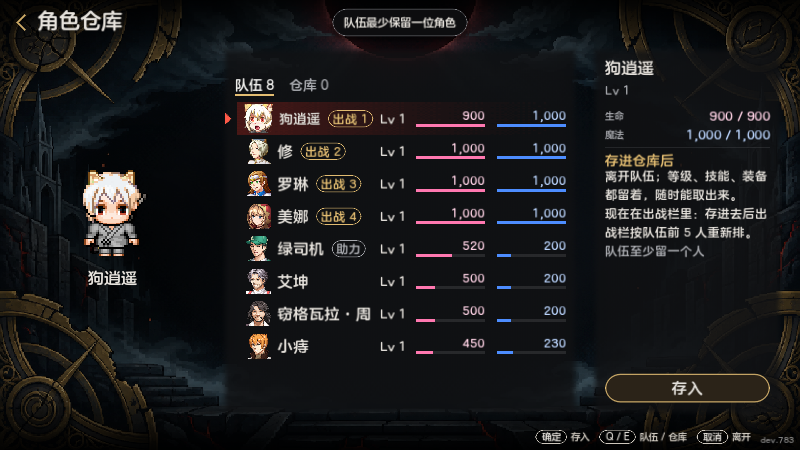 角色仓库
队伍最少保留一位角色
队伍 8 仓库 0
狗逍遥 出战 1 Lv 1 900 1,000
修 出战 2 Lv 1 1,000 1,000
罗琳 出战 3 Lv 1 1,000 1,000
美娜 出战 4 Lv 1 1,000 1,000
绿司机 助力 Lv 1 520 200
艾坤 Lv 1 500 200
窃格瓦拉·周 Lv 1 500 200
小痔 Lv 1 450 230
狗逍遥
狗逍遥
Lv 1
生命 900 / 900
魔法 1,000 / 1,000
存进仓库后
离开队伍；等级、技能、装备
都留着，随时能取出来。
现在在出战栏里：存进去后出
战栏按队伍前 5 人重新排。
队伍至少留一个人
存入
确定 存入 Q / E 队伍 / 仓库 取消 离开
dev.783